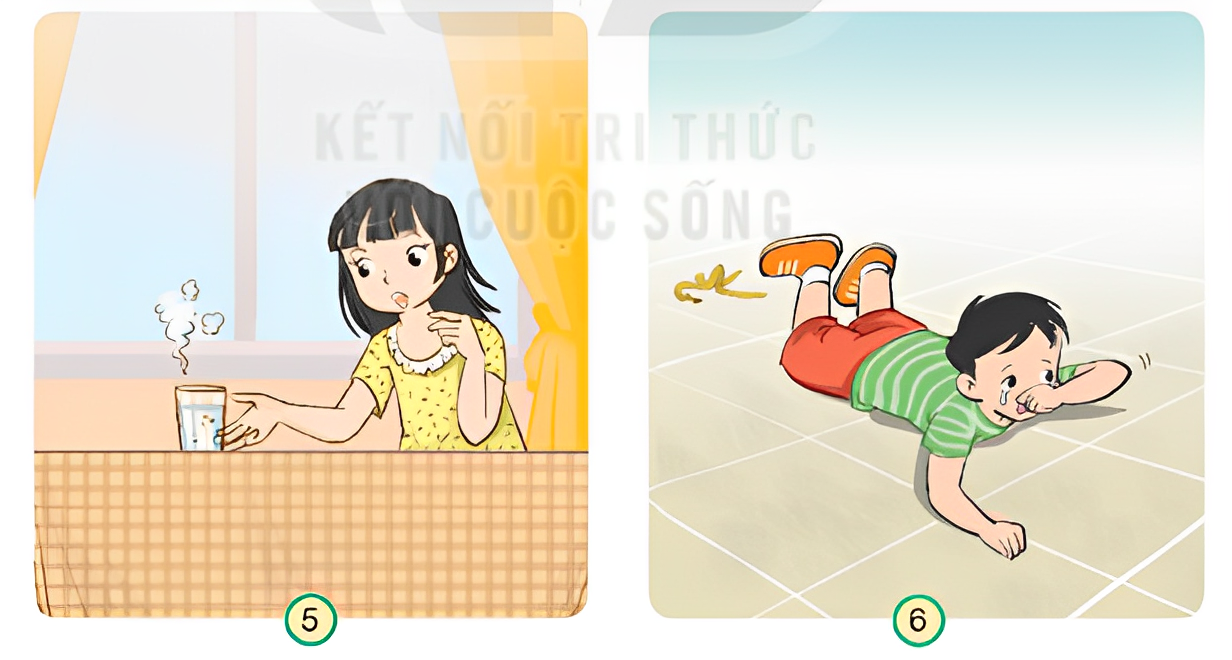 KẾT NỐI TRI THỨC
CUỘC SỐNG
5
6